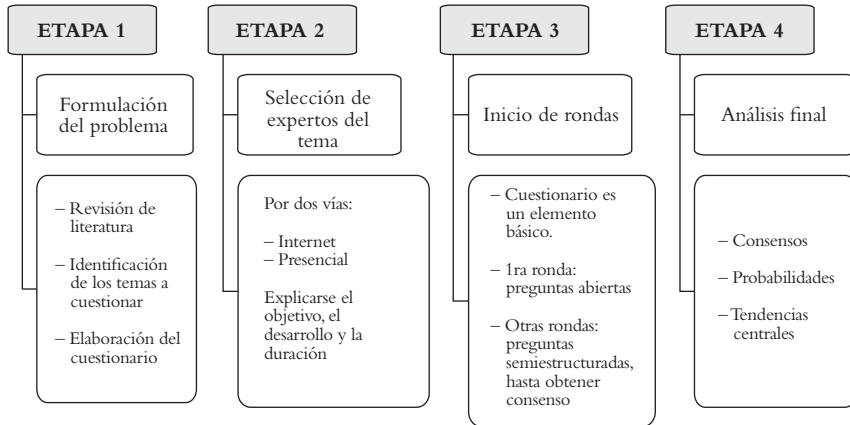 ETAPA 1
Formulación
del problema
– Revisión de
literatura
– Identificación
de los temas a
cuestionar
– Elaboración del
cuestionario
ETAPA 2
Selección de
expertos del
tema
Por dos vías:
– Internet
– Presencial
Explicarse el
objetivo, el
desarrollo y la
duración
ETAPA 3
Inicio de rondas
– Cuestionario es
un elemento
básico.
– 1ra ronda:
preguntas abiertas
– Otras rondas:
preguntas
semiestructuradas,
hasta obtener
consenso
ETAPA 4
Análisis final
– Consensos
– Probabilidades
– Tendencias
centrales